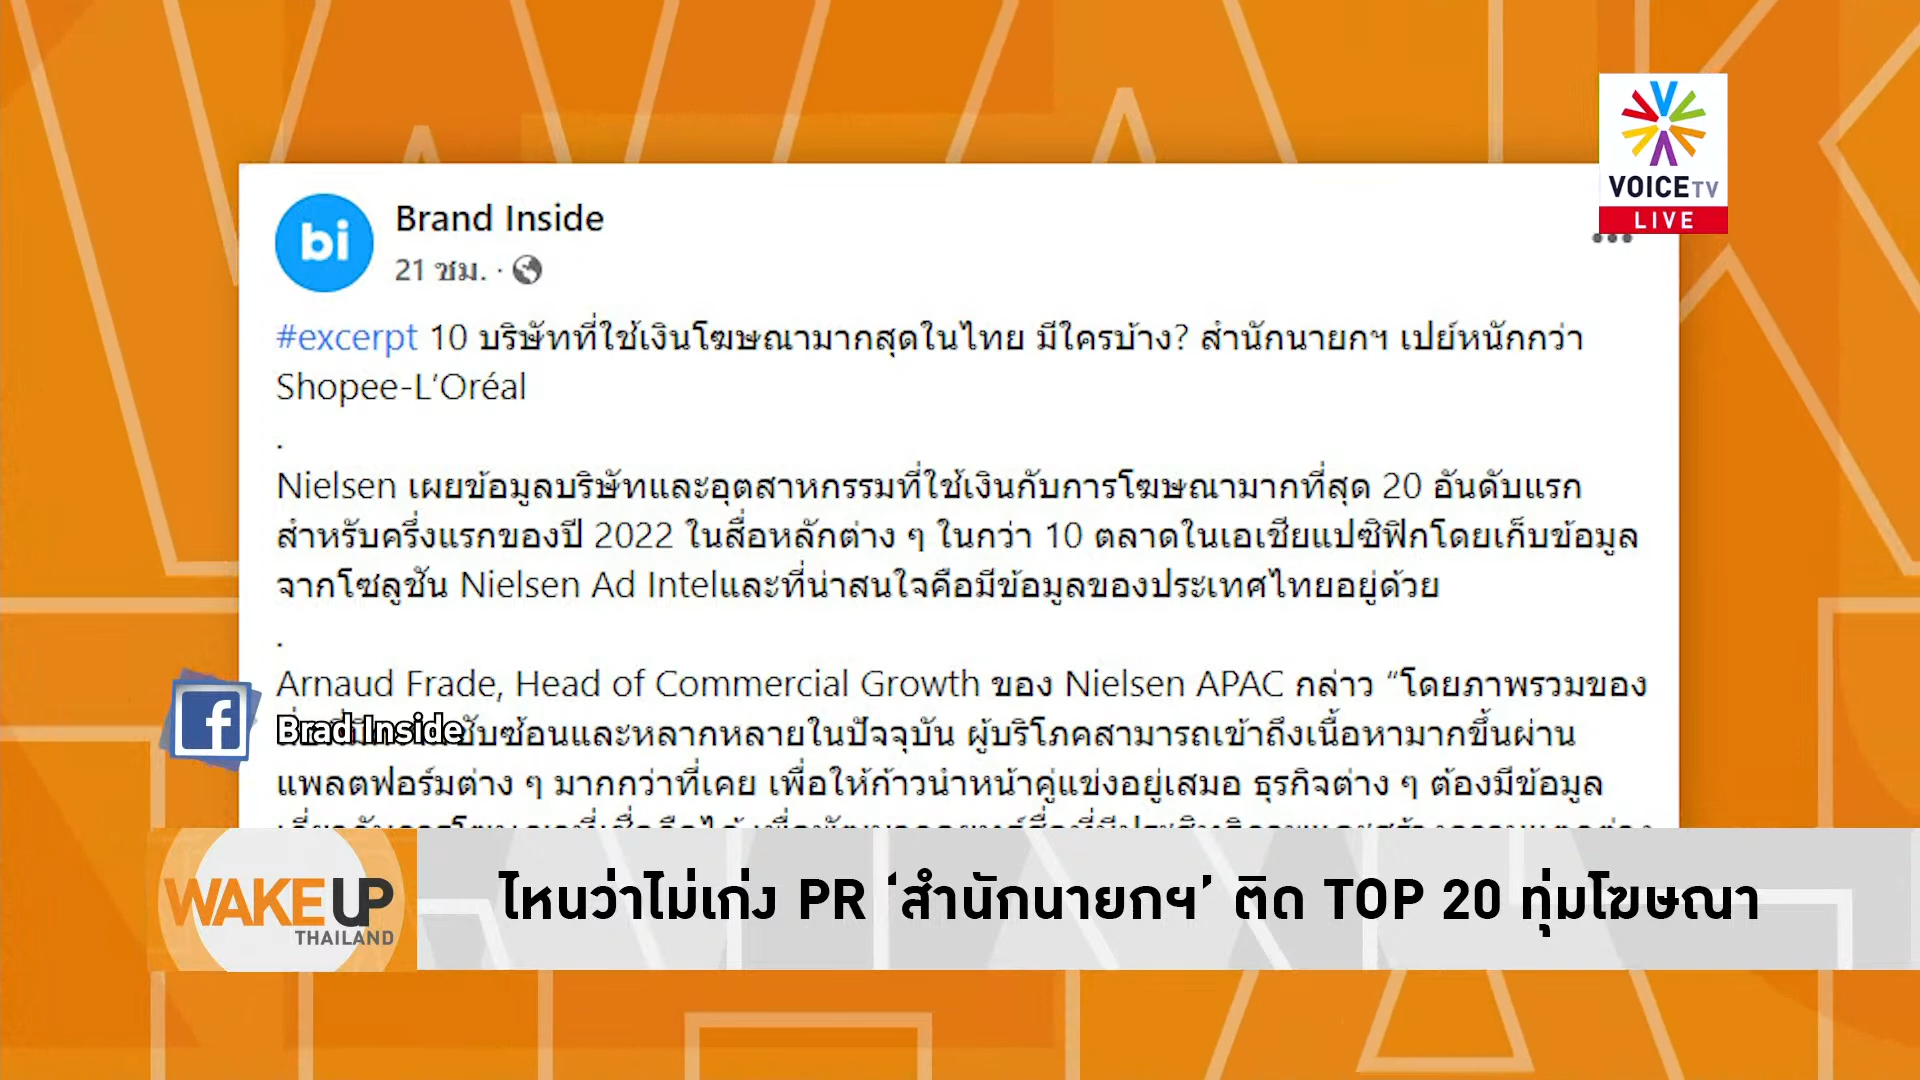 VOICE TV
LIVE
bi
Brand Inside
21 ชม. ·
#excerpt 10 บริษัทที่ใช้เงินโฆษณามากสุดในไทย มีใครบ้าง? สำนักนายกฯ เปย์หนักกว่า
Shopee-L’Oréal
.
Nielsen เผยข้อมูลบริษัทและอุตสาหกรรมที่ใช้เงินกับการโฆษณามากที่สุด 20 อันดับแรก
สำหรับครึ่งแรกของปี 2022 ในสื่อหลักต่าง ๆ ในกว่า 10 ตลาดในเอเชียแปซิฟิกโดยเก็บข้อมูล
จากโซลูชัน Nielsen Ad Intelและที่น่าสนใจคือมีข้อมูลของประเทศไทยอยู่ด้วย
.
Arnaud Frade, Head of Commercial Growth ของ Nielsen APAC กล่าว “โดยภาพรวมของ
f
Brad Inside
ซับซ้อนและหลากหลายในปัจจุบัน ผู้บริโภคสามารถเข้าถึงเนื้อหามากขึ้นผ่าน
แพลตฟอร์มต่าง ๆ มากกว่าที่เคย เพื่อให้ก้าวนำหน้าคู่แข่งอยู่เสมอ ธุรกิจต่าง ๆ ต้องมีข้อมูล
WAKE UP
THAILAND
ไหนว่าไม่เก่ง PR ‘สำนักนายกฯ’ ติด TOP 20 ทุ่มโฆษณา